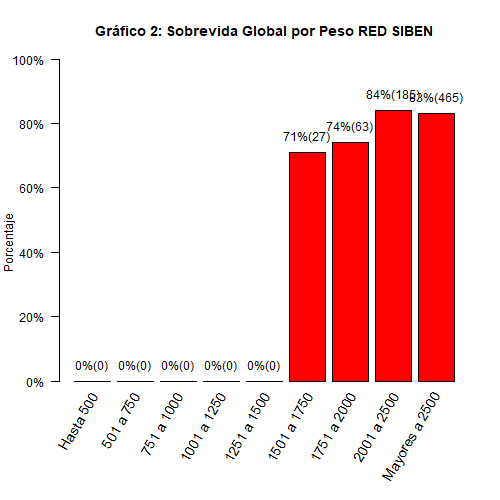 Gráfico 2: Sobrevida Global por Peso RED SIBEN
100%
80%
60%
40%
20%
0%
Porcentaje
0%(0)
0%(0)
0%(0)
0%(0)
0%(0)
71%(27)
74%(63)
84%(185)
83%(465)
Hasta 500
501 a 750
751 a 1000
1001 a 1250
1251 a 1500
1501 a 1750
1751 a 2000
2001 a 2500
Mayores a 2500